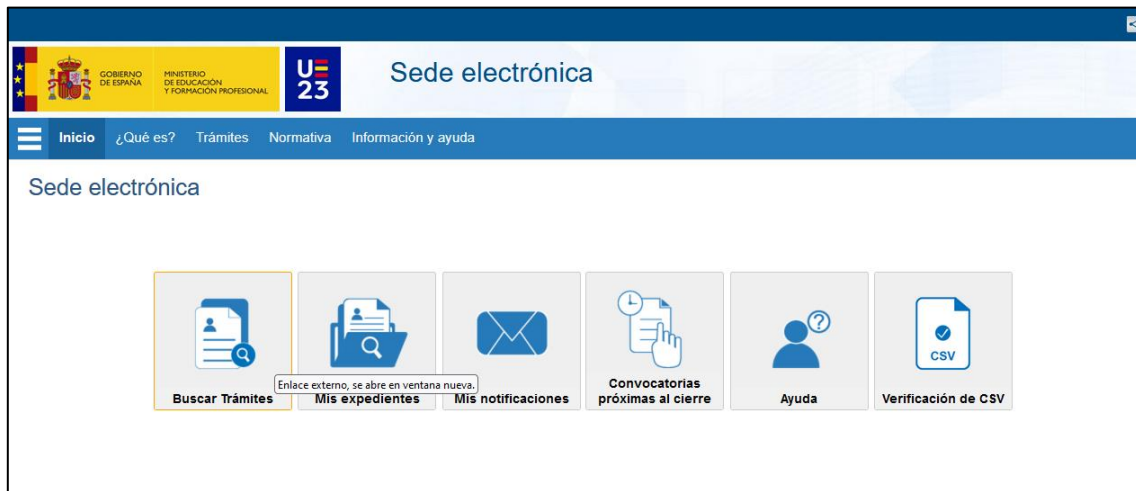 GOBIERNO
DE ESPAÑA
MINISTERIO
DE EDUCACIÓN
Y FORMACIÓN PROFESIONAL
UE
23
Sede electrónica
Inicio ¿Qué es? Trámites Normativa Información y ayuda
Sede electrónica
CSV
Enlace externo, se abre en ventana nueva.
Buscar Trámites
Mis expedientes
Mis notificaciones
Convocatorias
próximas al cierre
Ayuda
Verificación de CSV